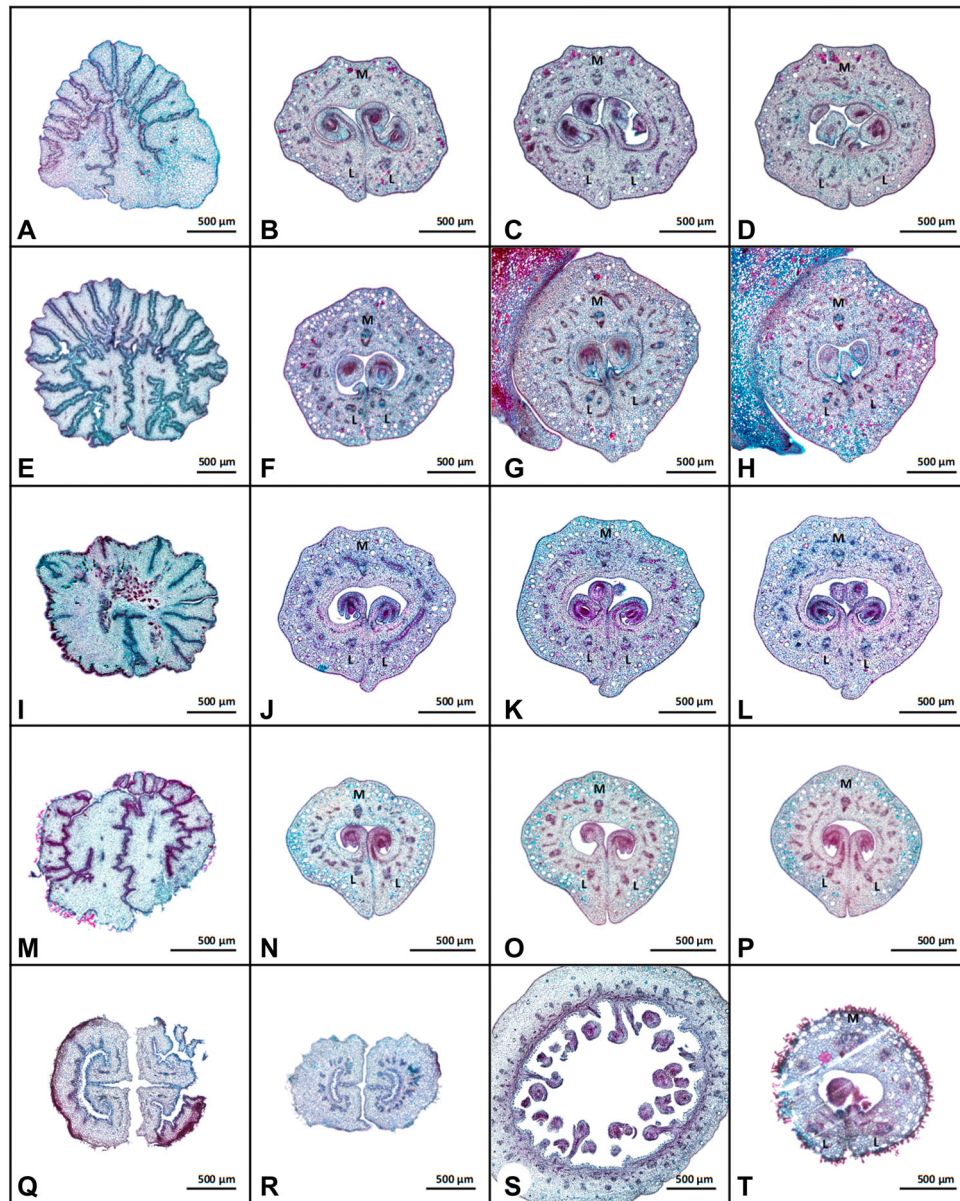 M
M
M
L L
L L
L L
A 500 µm
B 500 µm
C 500 µm
D 500 µm
M
M
M
L L
L L
L L
E 500 µm
F 500 µm
G 500 µm
H 500 µm
M
M
M
L L
L L
L L
I 500 µm
J 500 µm
K 500 µm
L 500 µm
M
M
M
L L
L L
L L
M 500 µm
N 500 µm
O 500 µm
P 500 µm
M
L L
Q 500 µm
R 500 µm
S 500 µm
T 500 µm